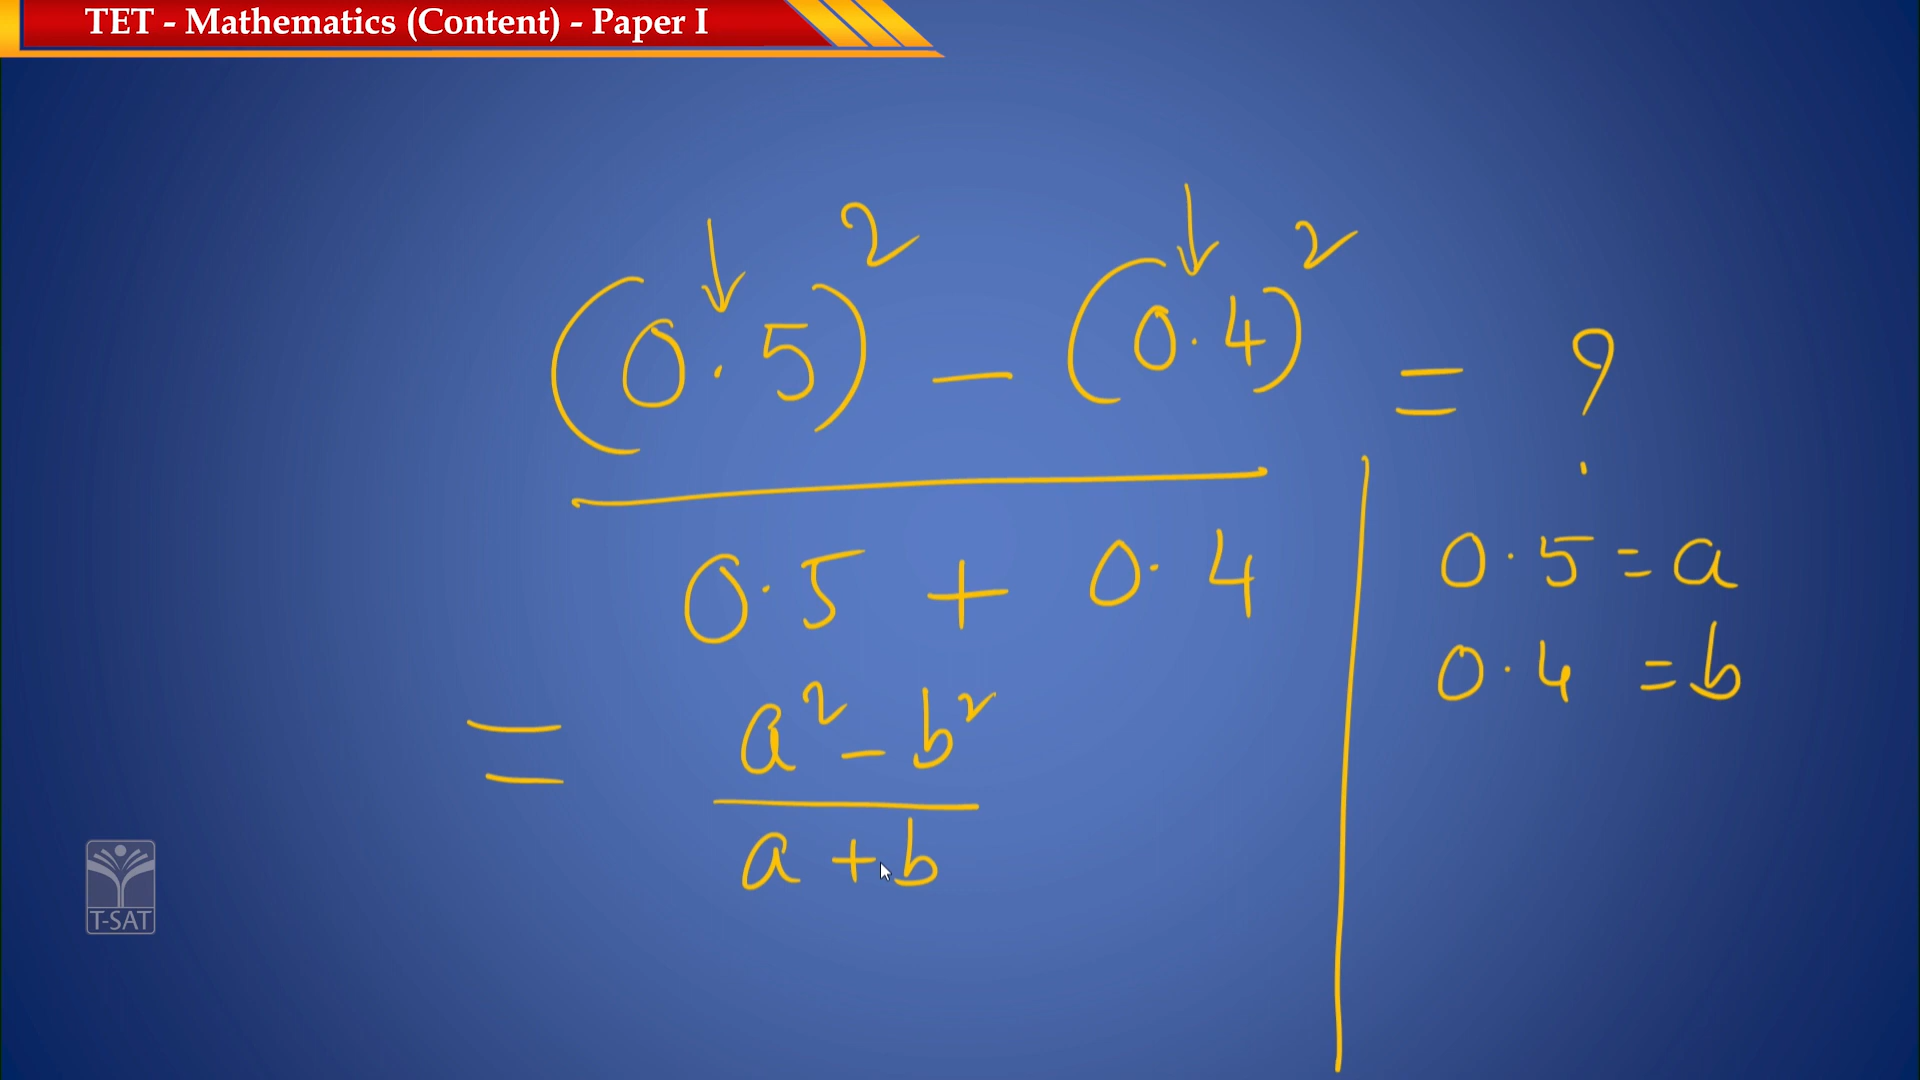 TET - Mathematics (Content) - Paper I
(0.5)² - (0.4)² = ?
0.5 + 0.4
0.5 = a
0.4 = b
= a² - b²
a + b
T-SAT